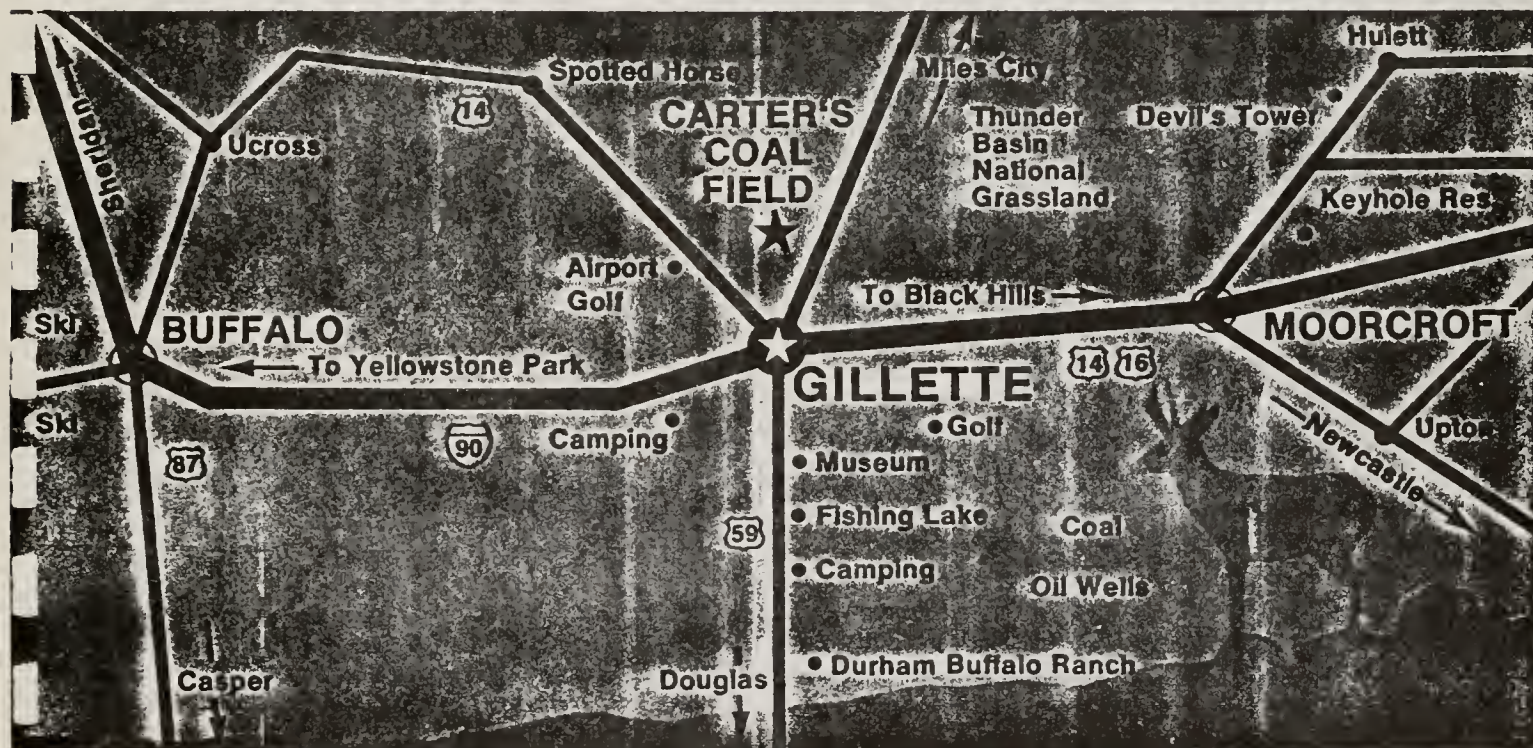 Hulett
Spotted Horse
Miles City
14
CARTER'S
COAL
FIELD
Thunder
Basin
National
Grassland
Devil's Tower
Ucross
Sheridan
Keyhole Res.
Airport
Golf
To Black Hills
Ski
BUFFALO
MOORCROFT
To Yellowstone Park
14 16
GILLETTE
Ski
Camping
Golf
Upton
90
87
Museum
Newcastle
59
Fishing Lake
Coal
Camping
Oil Wells
Durham Buffalo Ranch
Casper
Douglas